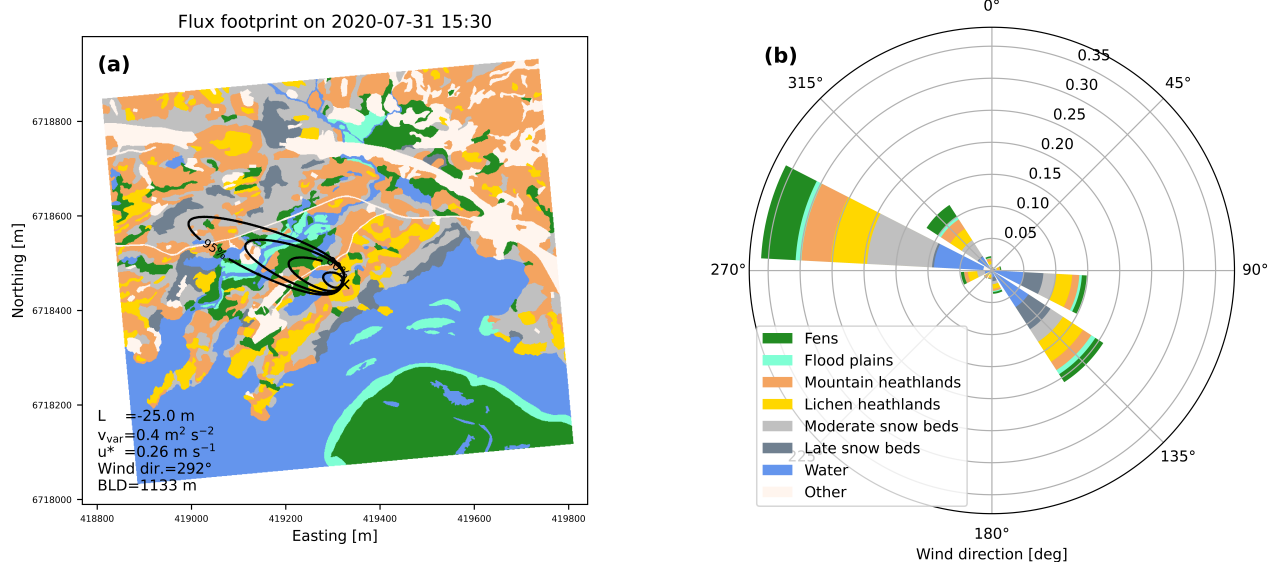 Flux footprint on 2020-07-31 15:30
(a)
6718800
6718600
6718400
6718200
6718000
Northing [m]
95%
L =-25.0 m
v_var=0.4 m² s⁻²
u* =0.26 m s⁻¹
Wind dir.=292°
BLD=1133 m
418800 419000 419200 419400 419600 419800
Easting [m]
(b)
0°
45°
90°
135°
180°
225°
270°
315°
0.05
0.10
0.15
0.20
0.25
0.30
0.35
Fens
Flood plains
Mountain heathlands
Lichen heathlands
Moderate snow beds
Late snow beds
Water
Other
Wind direction [deg]